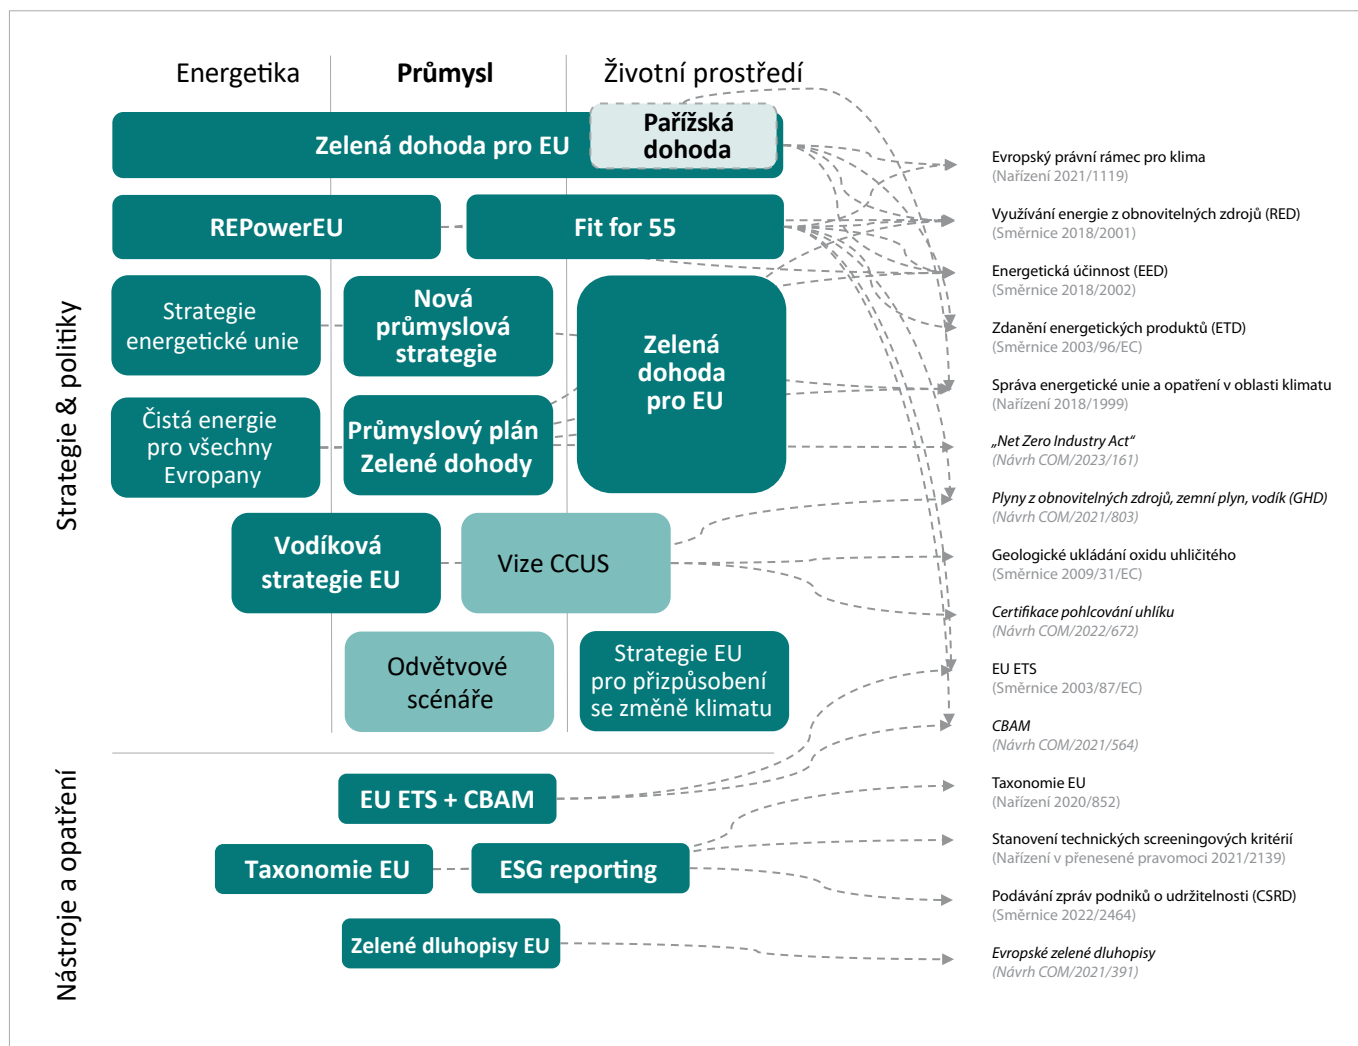 Energetika
Průmysl
Životní prostředí
Strategie & politiky
Zelená dohoda pro EU
Pařížská
dohoda
REPowerEU
Fit for 55
Strategie
energetické unie
Nová
průmyslová
strategie
Zelená
dohoda
pro EU
Čistá energie
pro všechny
Evropany
Průmyslový plán
Zelené dohody
Vodíková
strategie EU
Vize CCUS
Odvětvové
scénáře
Strategie EU
pro přizpůsobení
se změně klimatu
Nástroje a opatření
EU ETS + CBAM
Taxonomie EU
ESG reporting
Zelené dluhopisy EU
Evropský právní rámec pro klima
(Nařízení 2021/1119)
Využívání energie z obnovitelných zdrojů (RED)
(Směrnice 2018/2001)
Energetická účinnost (EED)
(Směrnice 2018/2002)
Zdanění energetických produktů (ETD)
(Směrnice 2003/96/EC)
Správa energetické unie a opatření v oblasti klimatu
(Nařízení 2018/1999)
„Net Zero Industry Act“
(Návrh COM/2023/161)
Plyny z obnovitelných zdrojů, zemní plyn, vodík (GHD)
(Návrh COM/2021/803)
Geologické ukládání oxidu uhličitého
(Směrnice 2009/31/EC)
Certifikace pohlcování uhlíku
(Návrh COM/2022/672)
EU ETS
(Směrnice 2003/87/EC)
CBAM
(Návrh COM/2021/564)
Taxonomie EU
(Nařízení 2020/852)
Stanovení technických screeningových kritérií
(Nařízení v přenesené pravomoci 2021/2139)
Podávání zpráv podniků o udržitelnosti (CSRD)
(Směrnice 2022/2464)
Evropské zelené dluhopisy
(Návrh COM/2021/391)